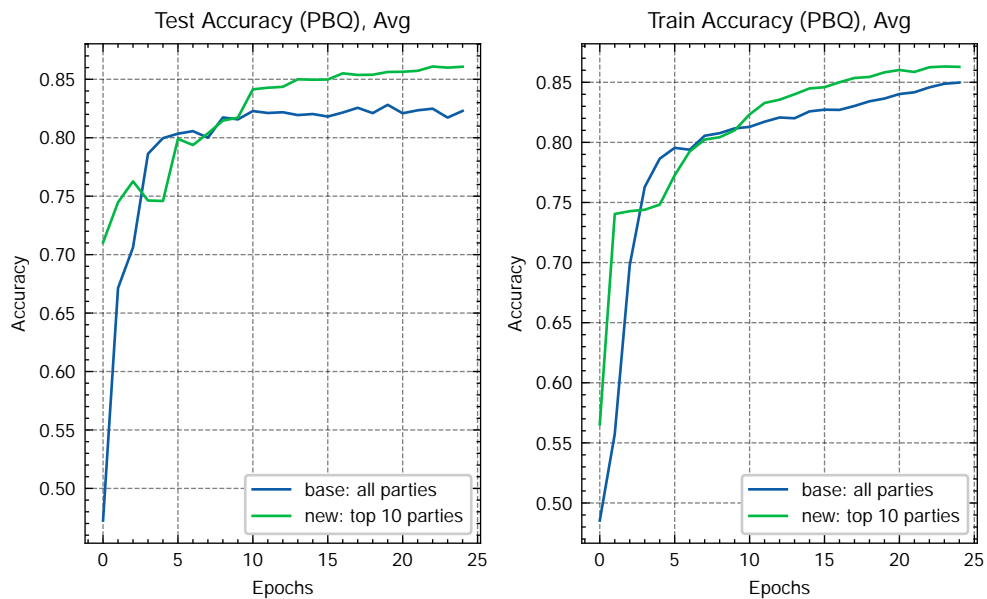 Test Accuracy (PBQ), Avg
Accuracy
0.85
0.80
0.75
0.70
0.65
0.60
0.55
0.50
base: all parties
new: top 10 parties
0 5 10 15 20 25
Epochs
Train Accuracy (PBQ), Avg
Accuracy
0.85
0.80
0.75
0.70
0.65
0.60
0.55
0.50
base: all parties
new: top 10 parties
0 5 10 15 20 25
Epochs